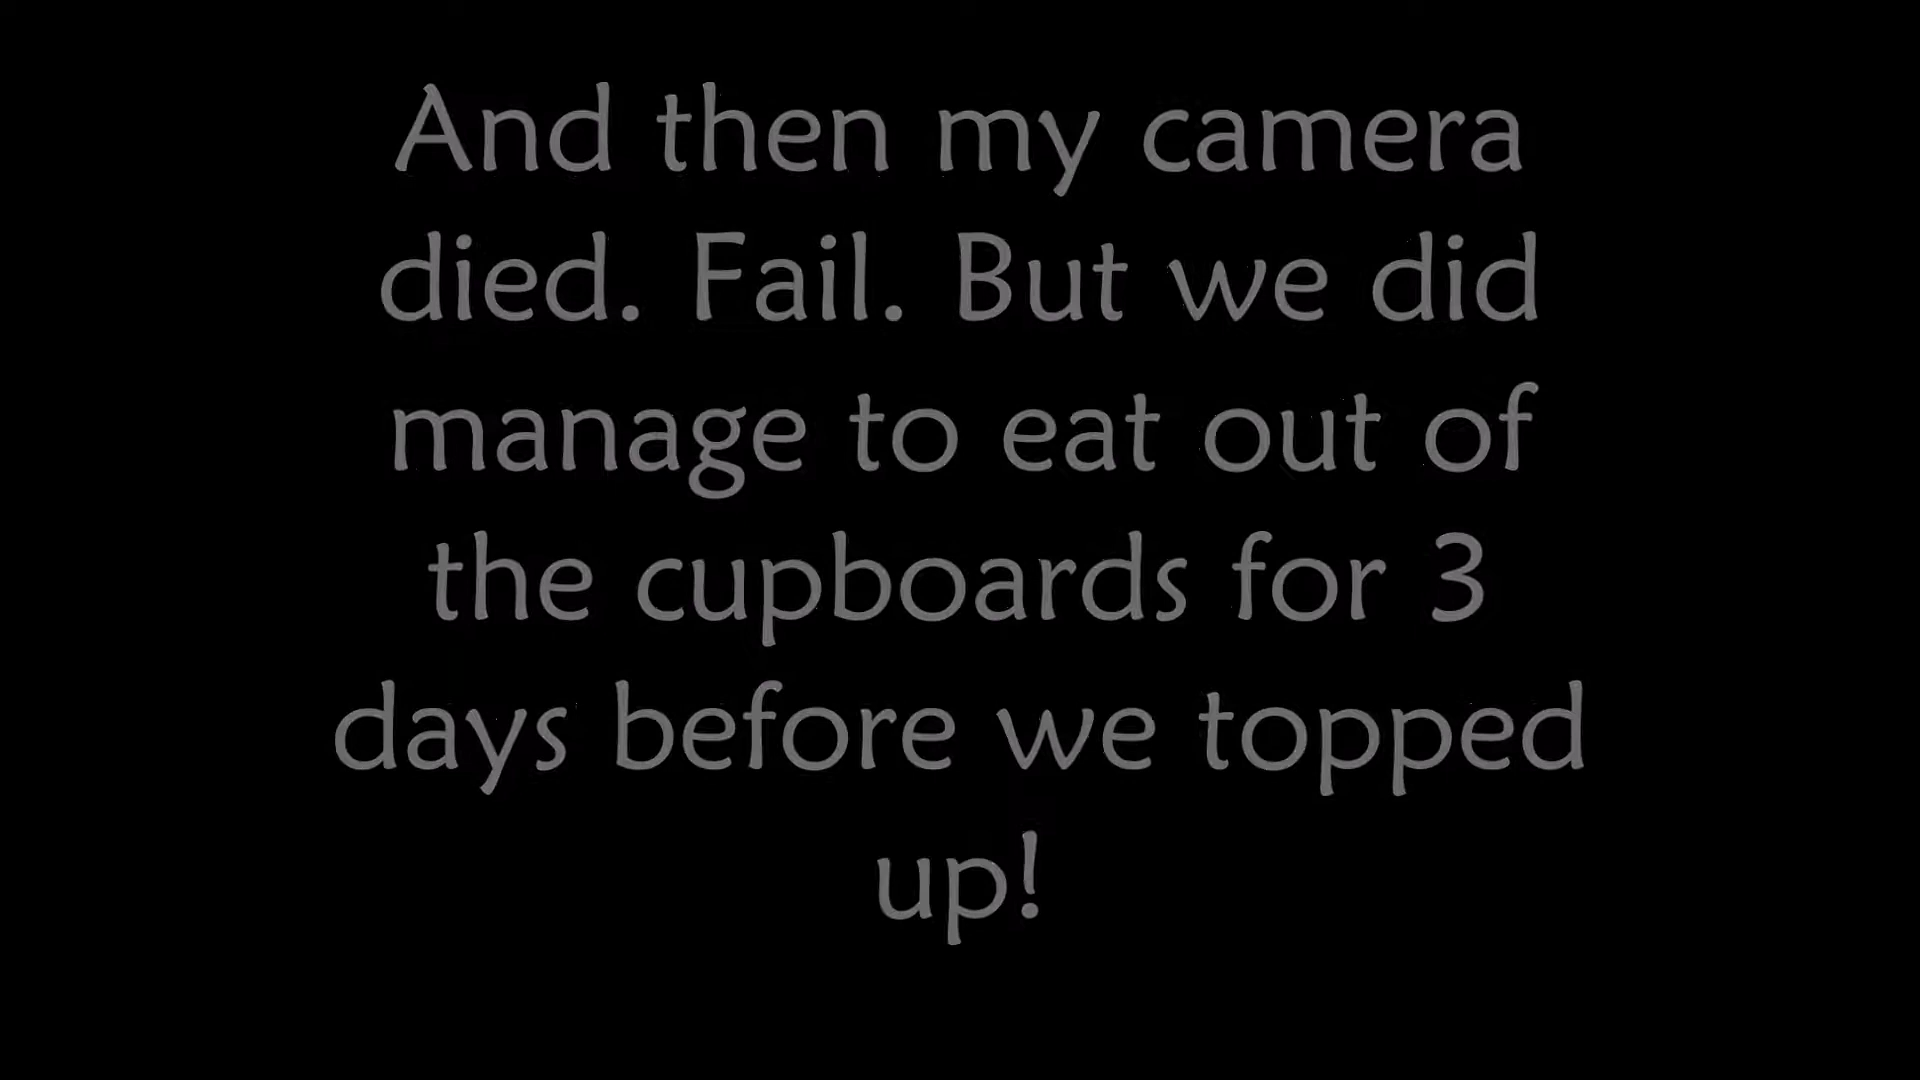 And then my camera
died. Fail. But we did
manage to eat out of
the cupboards for 3
days before we topped
up!